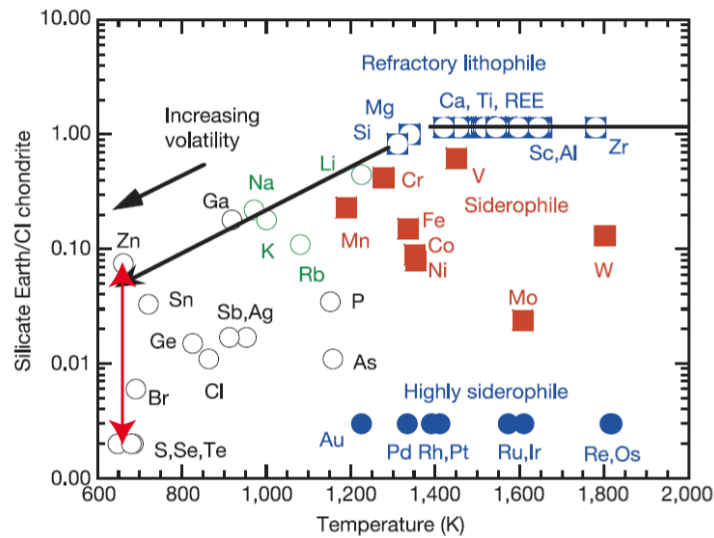 10.00
1.00
0.10
0.01
0.00
Silicate Earth/CI chondrite
600
800
1,000
1,200
1,400
1,600
1,800
2,000
Temperature (K)
Refractory lithophile
Increasing
volatility
Mg
Si
Ca, Ti, REE
Sc,Al
Zr
Li
Na
Ga
K
Rb
Cr
V
Siderophile
Mn
Fe
Co
Ni
W
Mo
Zn
Sn
Sb,Ag
P
Ge
Cl
As
Br
S,Se,Te
Highly siderophile
Au
Pd
Rh,Pt
Ru,Ir
Re,Os